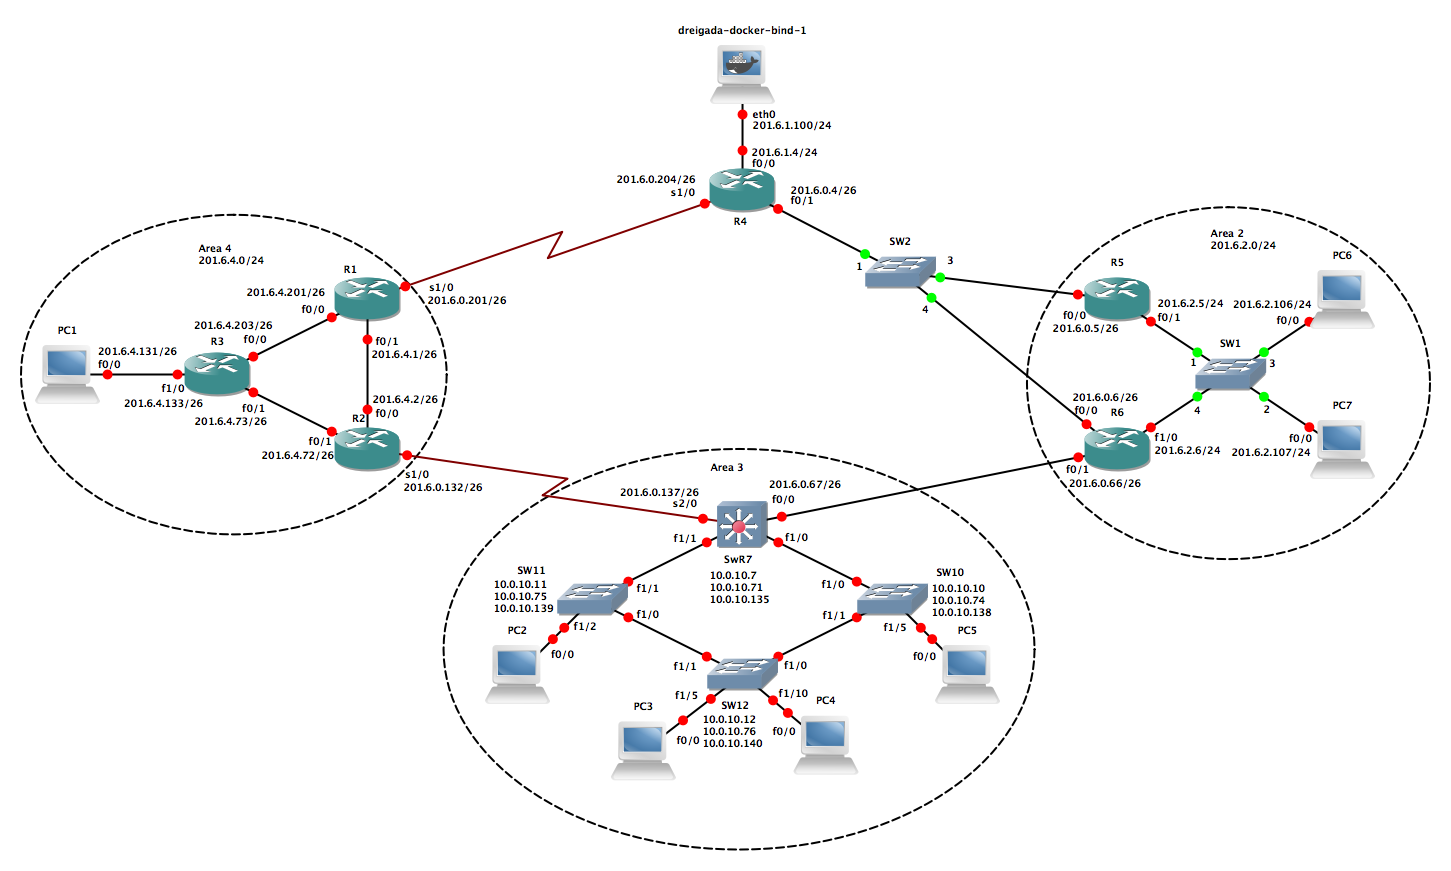 dreigada-docker-bind-1
eth0
201.6.1.100/24
201.6.1.4/24
f0/0
201.6.0.204/26
s1/0
201.6.0.4/26
f0/1
R4
SW2
1
3
4
Area 4
201.6.4.0/24
R1
201.6.4.201/26
f0/0
s1/0
201.6.0.201/26
f0/1
201.6.4.1/26
201.6.4.203/26
R3
f0/0
PC1
201.6.4.131/26
f0/0
f1/0
201.6.4.133/26
f0/1
201.6.4.73/26
201.6.4.2/26
R2
f0/0
f0/1
201.6.4.72/26
s1/0
201.6.0.132/26
Area 2
201.6.2.0/24
R5
f0/0
201.6.0.5/26
201.6.2.5/24
f0/1
PC6
201.6.2.106/24
f0/0
SW1
1
3
4
2
PC7
f0/0
201.6.2.107/24
201.6.0.6/26
f0/0
R6
f1/0
201.6.2.6/24
f0/1
201.6.0.66/26
Area 3
201.6.0.137/26
s2/0
201.6.0.67/26
f0/0
f1/1
f1/0
SwR7
10.0.10.7
10.0.10.71
10.0.10.135
SW11
10.0.10.11
10.0.10.75
10.0.10.139
f1/1
f1/0
f1/2
PC2
f0/0
SW10
10.0.10.10
10.0.10.74
10.0.10.138
f1/0
f1/1
f1/5
PC5
f0/0
f1/1
f1/0
f1/5
f1/10
SW12
10.0.10.12
10.0.10.76
10.0.10.140
PC3
f0/0
PC4
f0/0